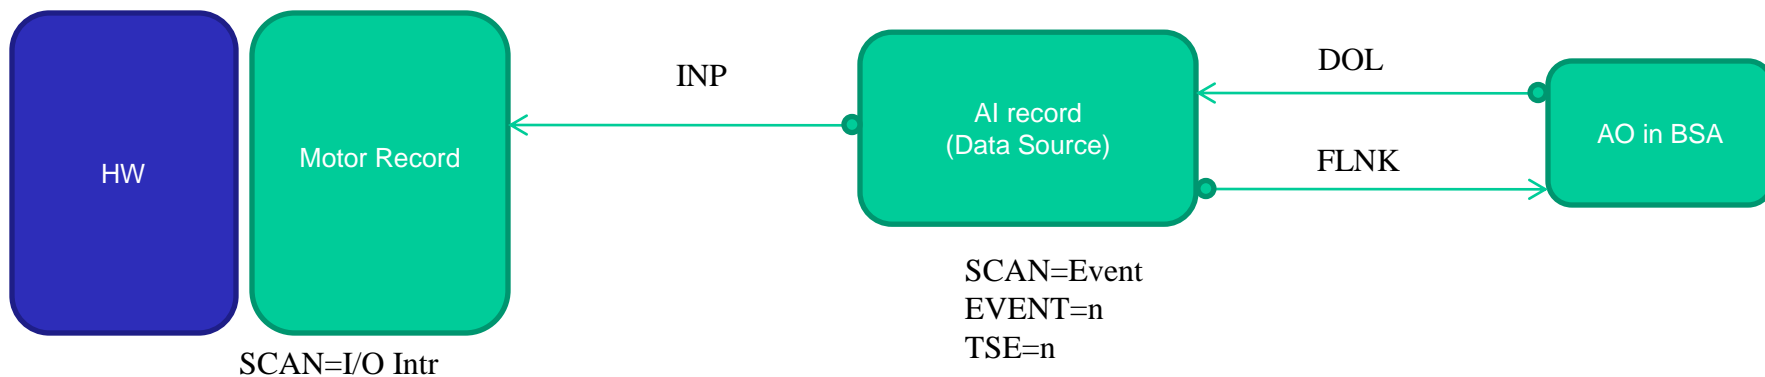 HW
Motor Record
SCAN=I/O Intr
INP
AI record
(Data Source)
SCAN=Event
EVENT=n
TSE=n
DOL
FLNK
AO in BSA